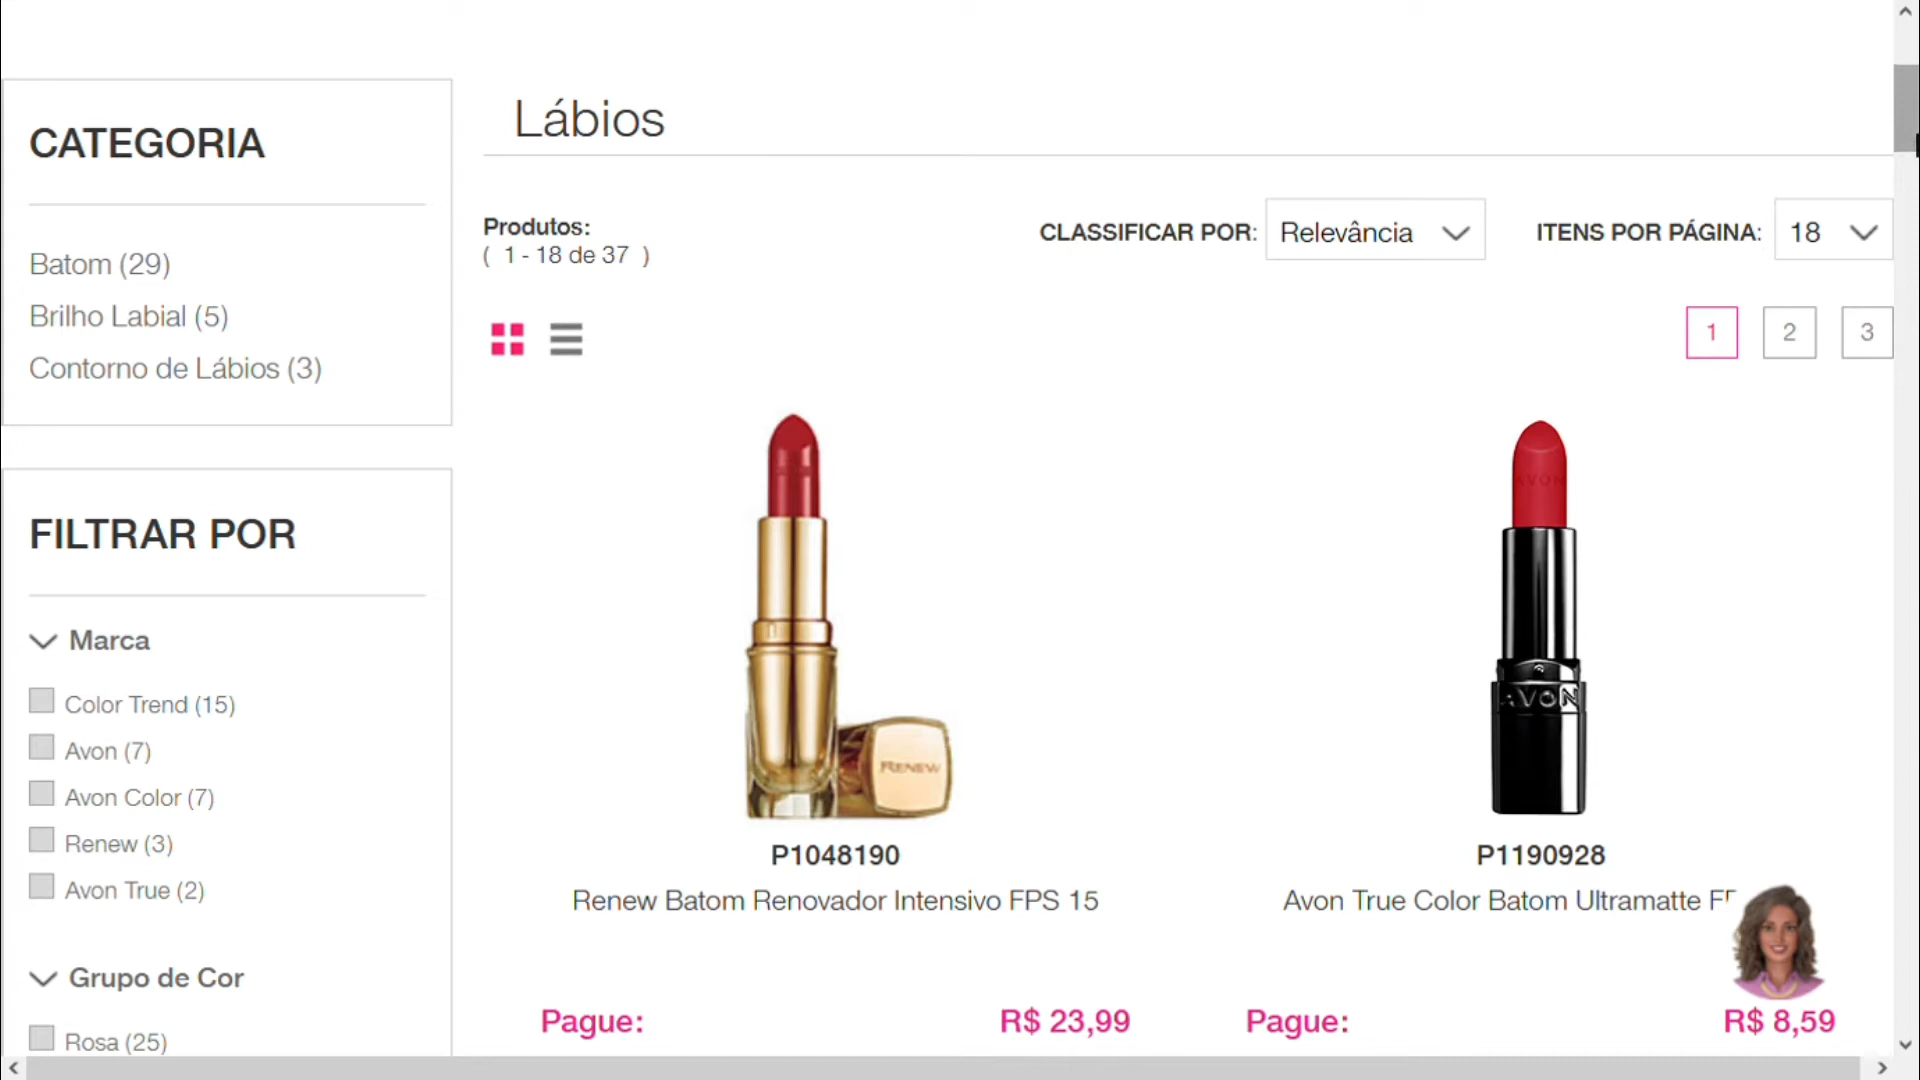 CATEGORIA
Batom (29)
Brilho Labial (5)
Contorno de Lábios (3)
FILTRAR POR
Marca
Color Trend (15)
Avon (7)
Avon Color (7)
Renew (3)
Avon True (2)
Grupo de Cor
Rosa (25)
Lábios
Produtos:
( 1 - 18 de 37 )
CLASSIFICAR POR: Relevância
ITENS POR PÁGINA: 18
1 2 3
RENEW
AVON
AVON
P1048190
Renew Batom Renovador Intensivo FPS 15
Pague: R$ 23,99
P1190928
Avon True Color Batom Ultramatte
Pague: R$ 8,59